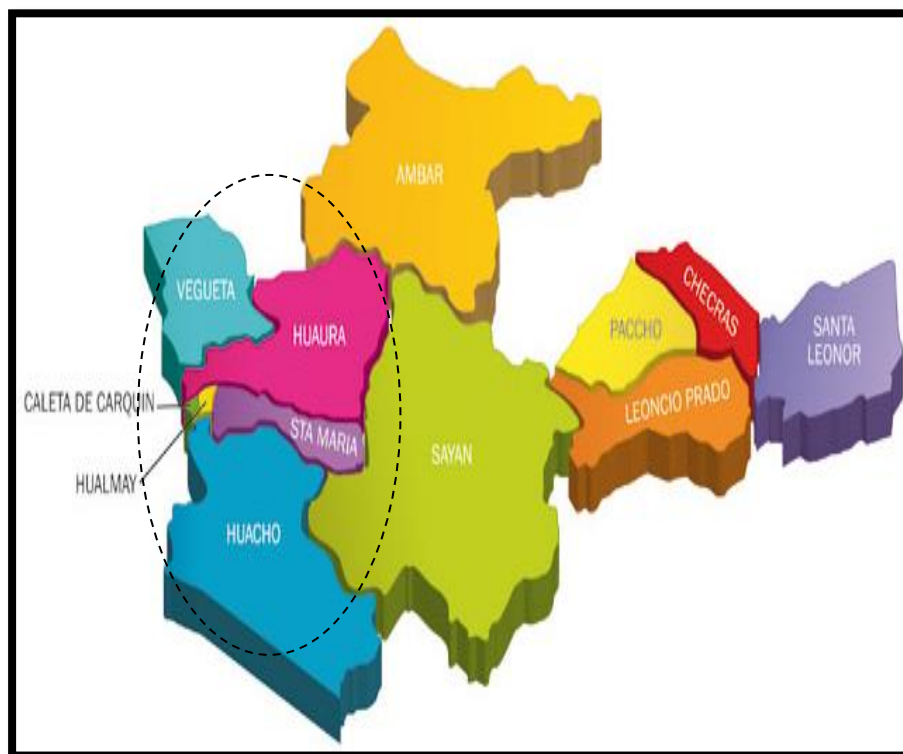 AMBAR
VEGUETA
HUAURA
CHECRAS
PACCHO
SANTA
LEONOR
CALETA DE CARQUIN
LEONCIO PRADO
STA MARIA
SAYAN
HUALMAY
HUACHO